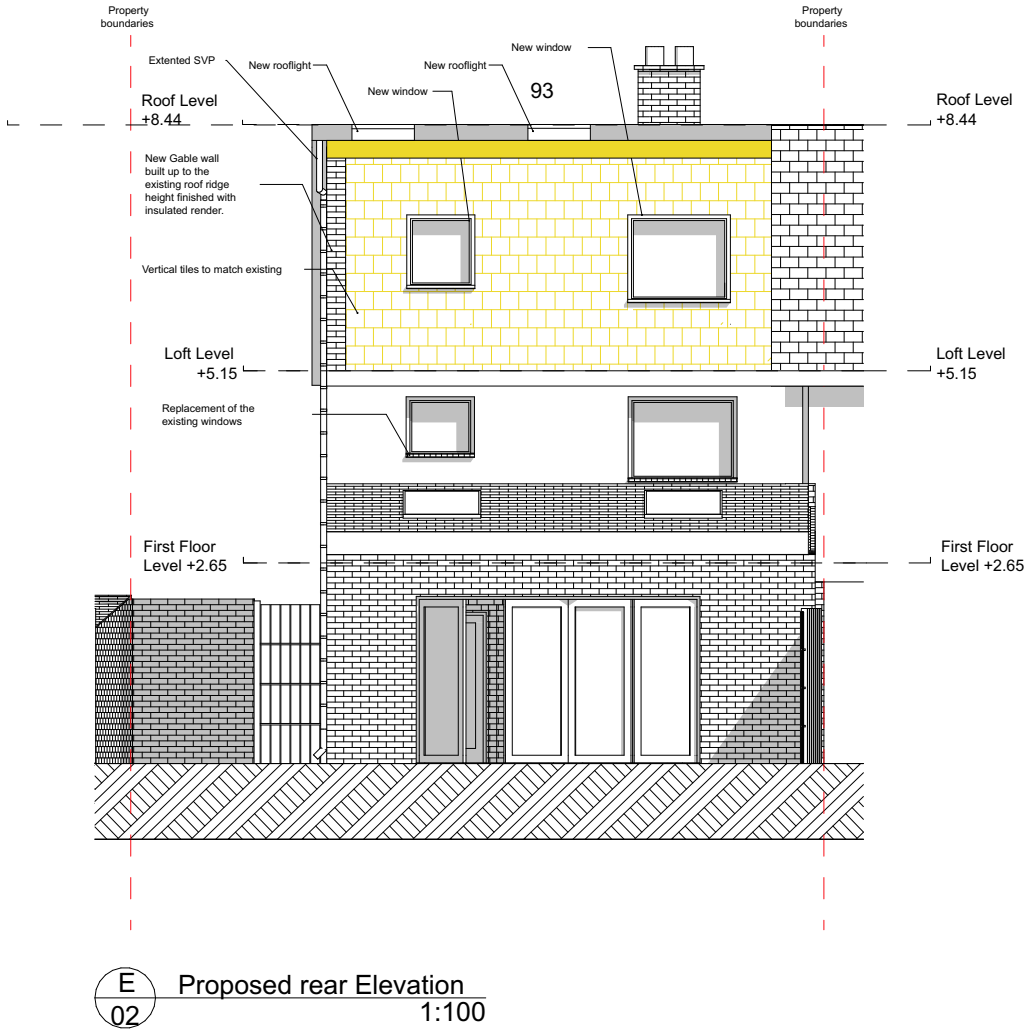 Property
boundaries
Property
boundaries
Extented SVP
New rooflight
New window
New rooflight
New window
93
Roof Level
+8.44
Roof Level
+8.44
New Gable wall
built up to the
existing roof ridge
height finished with
insulated render.
Vertical tiles to match existing
Loft Level
+5.15
Loft Level
+5.15
Replacement of the
existing windows
First Floor
Level +2.65
First Floor
Level +2.65
E
02
Proposed rear Elevation
1:100